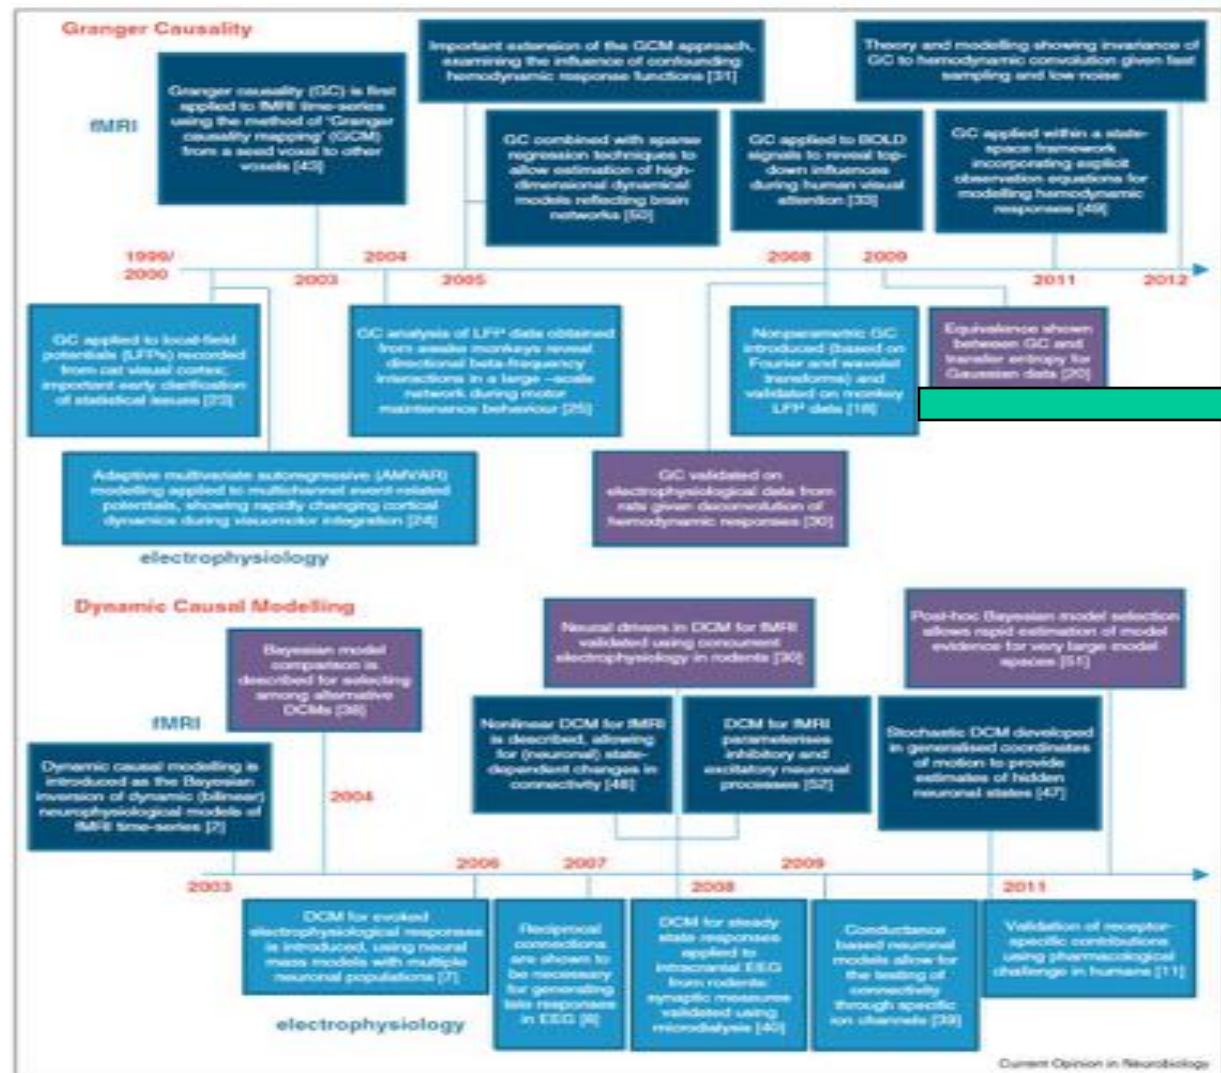 Granger Causality
fMRI
Granger causality (GC) is first
applied to fMRI time-series
using the method of 'Granger
causality mapping' (GCM)
from a seed voxel to other
voxels [43]
Important extension of the GCM approach,
examining the influence of confounding
hemodynamic response functions [31]
GC combined with sparse
regression techniques to
allow estimation of high-
dimensional dynamical
models reflecting brain
networks [50]
GC applied to BOLD
signals to reveal top-
down influences
during human visual
attention [33]
Theory and modelling showing invariance of
GC to hemodynamic convolution given fast
sampling and low noise
GC applied within a state-
space framework
incorporating explicit
observation equations for
modelling hemodynamic
responses [49]
1999/
2000
2003
2004
2005
2008
2009
2011
2012
GC applied to local-field
potentials (LFPs) recorded
from cat visual cortex;
important early clarification
of statistical issues [23]
GC analysis of LFP data obtained
from awake monkeys reveal
directional beta-frequency
interactions in a large –scale
network during motor
maintenance behaviour [25]
Nonparametric GC
introduced (based on
Fourier and wavelet
transforms) and
validated on monkey
LFP data [18]
Equivalence shown
between GC and
transfer entropy for
Gaussian data [20]
Adaptive multivariate autoregressive (AMVAR)
modelling applied to multichannel event-related
potentials, showing rapidly changing cortical
dynamics during visuomotor integration [24]
GC validated on
electrophysiological data from
rats given deconvolution of
hemodynamic responses [30]
electrophysiology
Dynamic Causal Modelling
fMRI
Bayesian model
comparison is
described for selecting
among alternative
DCMs [38]
Neural drivers in DCM for fMRI
validated using concurrent
electrophysiology in rodents [30]
Post-hoc Bayesian model selection
allows rapid estimation of model
evidence for very large model
spaces [51]
Dynamic causal modelling is
introduced as the Bayesian
inversion of dynamic (bilinear)
neurophysiological models of
fMRI time-series [2]
Nonlinear DCM for fMRI
is described, allowing
for (neuronal) state-
dependent changes in
connectivity [48]
DCM for fMRI
parameterises
inhibitory and
excitatory neuronal
processes [52]
Stochastic DCM developed
in generalised coordinates
of motion to provide
estimates of hidden
neuronal states [47]
2003
2004
2006
2007
2008
2009
2011
DCM for evoked
electrophysiological responses
is introduced, using neural
mass models with multiple
neuronal populations [7]
Reciprocal
connections
are shown to
be necessary
for generating
late responses
in EEG [8]
DCM for steady
state responses
applied to
intracranial EEG
from rodents:
synaptic measures
validated using
microdialysis [40]
Conductance
based neuronal
models allow for
the testing of
connectivity
through specific
ion channels [39]
Validation of receptor-
specific contributions
using pharmacological
challenge in humans [11]
electrophysiology
Current Opinion in Neurobiology